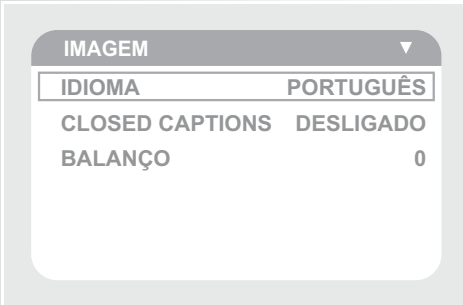 IMAGEM ▼
IDIOMA PORTUGUÊS
CLOSED CAPTIONS DESLIGADO
BALANÇO 0